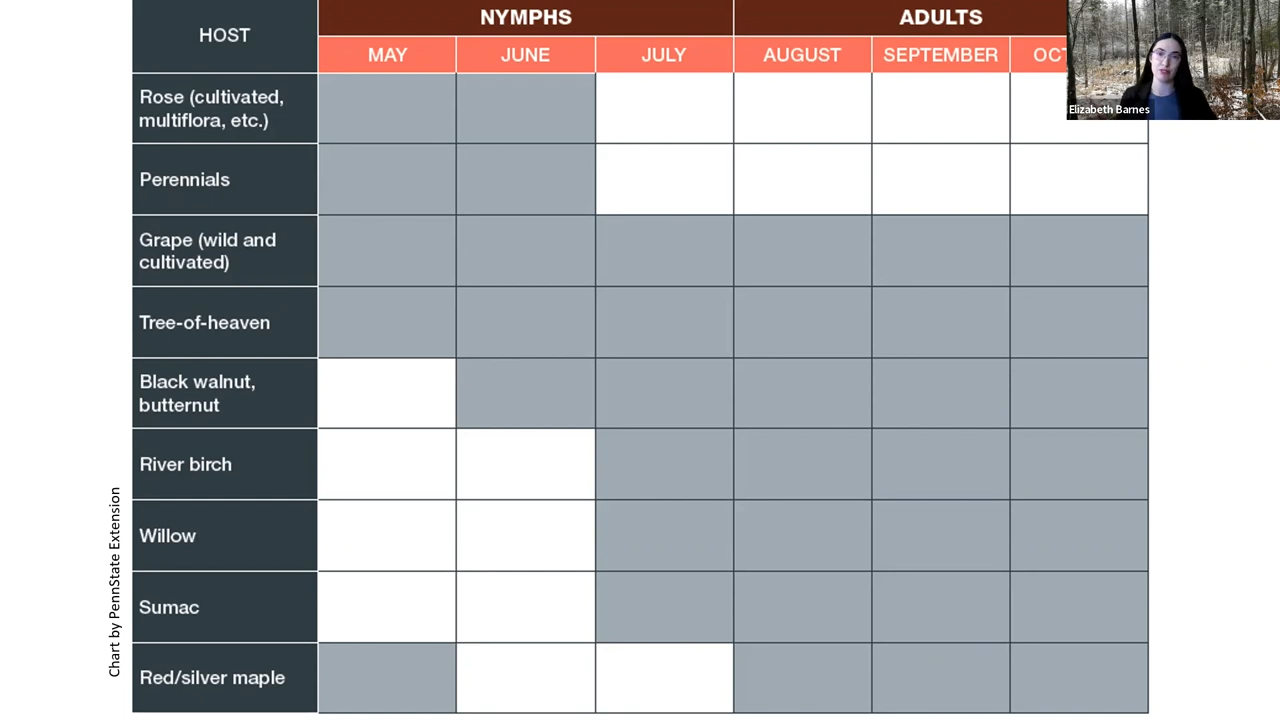 HOST
NYMPHS
ADULTS
MAY
JUNE
JULY
AUGUST
SEPTEMBER
OCT
Elizabeth Barnes
Rose (cultivated,
multiflora, etc.)
Perennials
Grape (wild and
cultivated)
Tree-of-heaven
Black walnut,
butternut
River birch
Willow
Sumac
Red/silver maple
Chart by PennState Extension